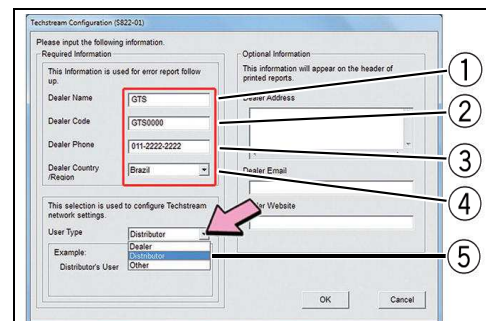 Techstream Configuration (S822-01)
Please input the following information.
Required Information
This Information is used for error report follow
up.
Dealer Name
GTS
Dealer Code
GTS0000
Dealer Phone
011-2222-2222
Dealer Country
/Region
Brazil
This selection is used to configure Techstream
network settings.
User Type
Distributor
Dealer
Distributor
Other
Example:
Distributor's User
Optional Information
This information will appear on the header of
printed reports.
Dealer Address
Dealer Email
Website
OK
Cancel
1
2
3
4
5